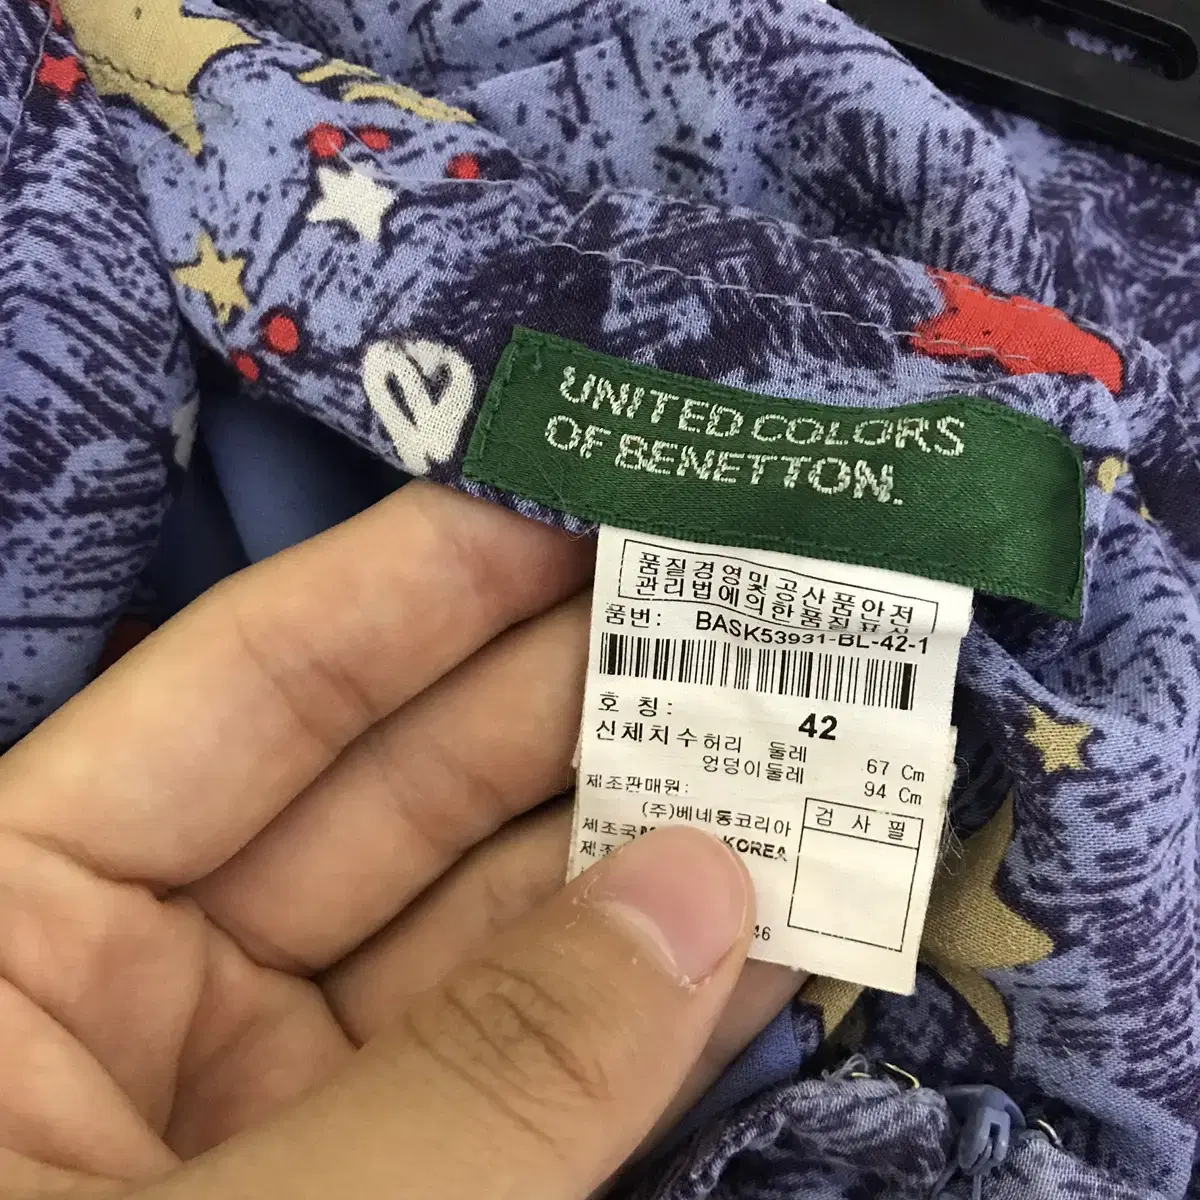 UNITED COLORS
OF BENETTON.
품질경영및공산품안전
관리법에의한품질표시
품번: BASK53931-BL-42-1
호 칭: 42
신체치수 허리 둘레 67 Cm
엉덩이둘레 94 Cm
제조판매원:
(주)베네통코리아
검 사 필
제조국 KOREA
46